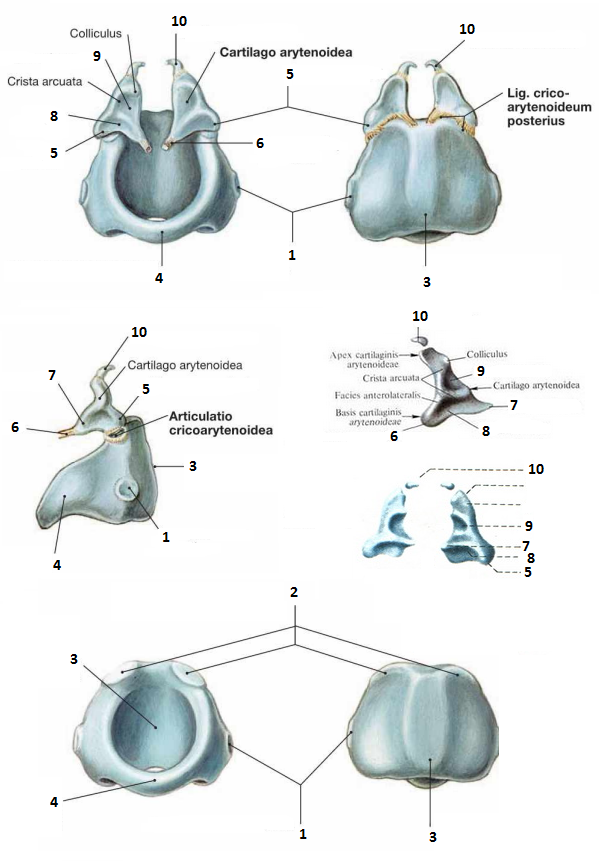 10
Colliculus
10
9
Cartilago arytenoidea
Crista arcuata
5
8
5
6
Lig. crico-
arytenoideum
posterius
1
4
3
10
10
Cartilago arytenoidea
7
5
Articulatio
cricoarytenoidea
6
3
1
4
Apex cartilaginis
arytenoideae
Colliculus
Crista arcuata
9
Cartilago arytenoidea
Facies anterolateralis
7
Basis cartilaginis
arytenoideae
8
6
10
9
7
8
5
2
3
4
1
3